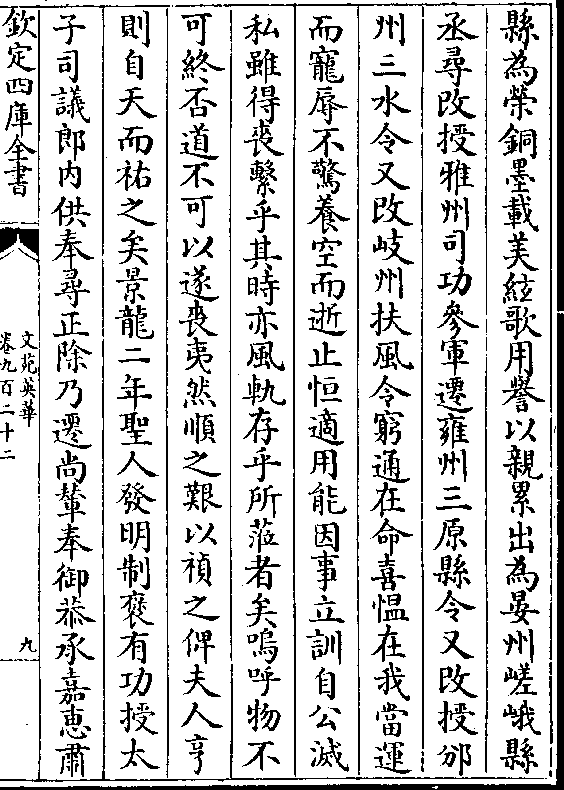 縣為榮銅墨載美絃歌用譽以親累出為晏州嵯峨縣
丞尋改授雅州司功參軍遷雍州三原縣令又改授邠
州三水令又改岐州扶風令窮通在命喜愠在我當運
而寵辱不驚養空而逝止恒適用能因事立訓自公滅
私雖得喪繫乎其時亦風軌存乎所蒞者矣嗚呼物不
可終否道不可以遂喪夷然順之艱以禎之俾夫人亨
則自天而祐之矣景龍二年聖人發明制褒有功授太
子司議郎内供奉尋正除乃遷尚輦奉御恭承嘉惠肅
欽定四庫全書
文苑英華
卷九百二十二
九